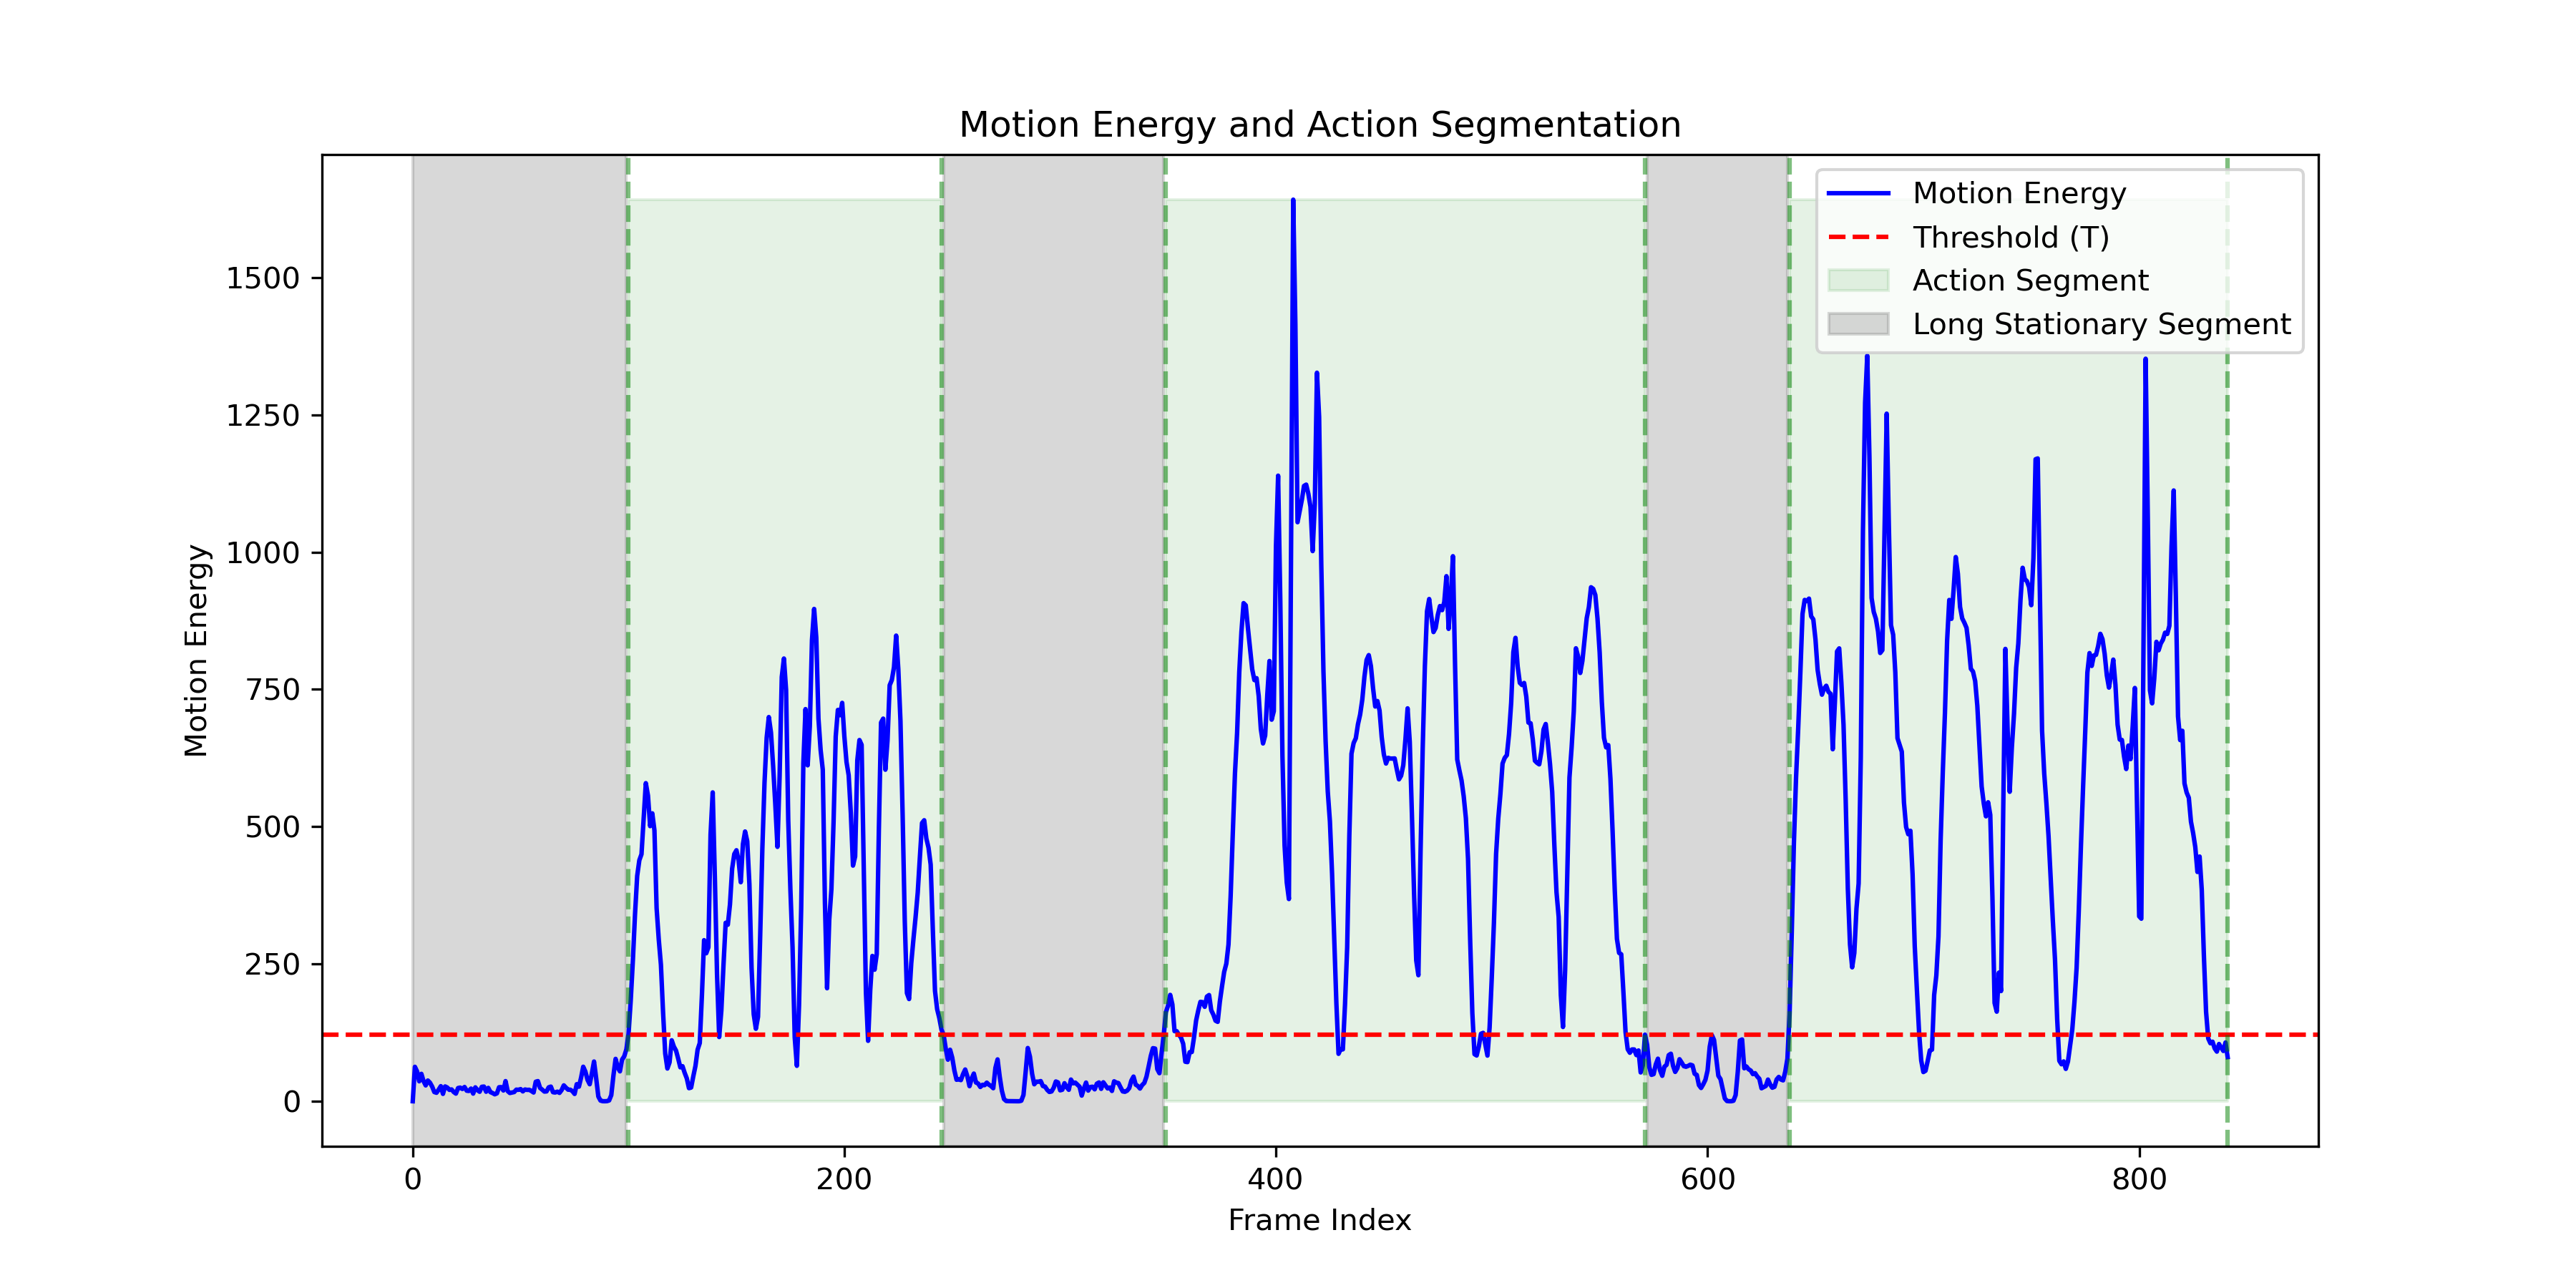 Motion Energy and Action Segmentation
Motion Energy
Threshold (T)
Action Segment
Long Stationary Segment
Motion Energy
1500
1250
1000
750
500
250
0
0 200 400 600 800
Frame Index